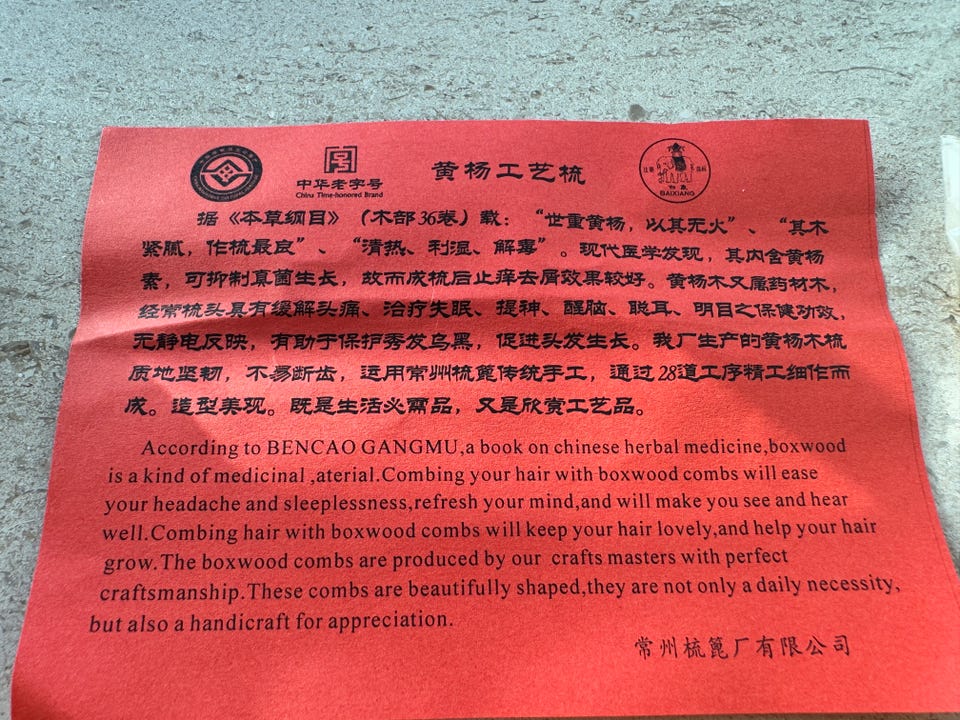 中华老字号
China Time-honored Brand
黄杨工艺梳
注册 商标
白象
BAIXIANG
据《本草纲目》（木部36卷）载：“世重黄杨，以其无火”、“其木
紧腻，作梳最良”、“清热、利湿、解毒”。现代医学发现，其内含黄杨
素，可抑制真菌生长，故而成梳后止痒去屑效果较好。黄杨木又属药材木，
经常梳头具有缓解头痛、治疗失眠、提神、醒脑、聪耳、明目之保健功效，
无静电反映，有助于保护秀发乌黑，促进头发生长。我厂生产的黄杨木梳
质地坚韧，不易断齿，运用常州梳篦传统手工，通过28道工序精工细作而
成。造型美观。既是生活必需品，又是欣赏工艺品。
According to BENCAO GANGMU,a book on chinese herbal medicine,boxwood
is a kind of medicinal ,aterial.Combing your hair with boxwood combs will ease
your headache and sleeplessness,refresh your mind,and will make you see and hear
well.Combing hair with boxwood combs will keep your hair lovely,and help your hair
grow.The boxwood combs are produced by our crafts masters with perfect
craftsmanship.These combs are beautifully shaped,they are not only a daily necessity,
but also a handicraft for appreciation.
常州梳篦厂有限公司